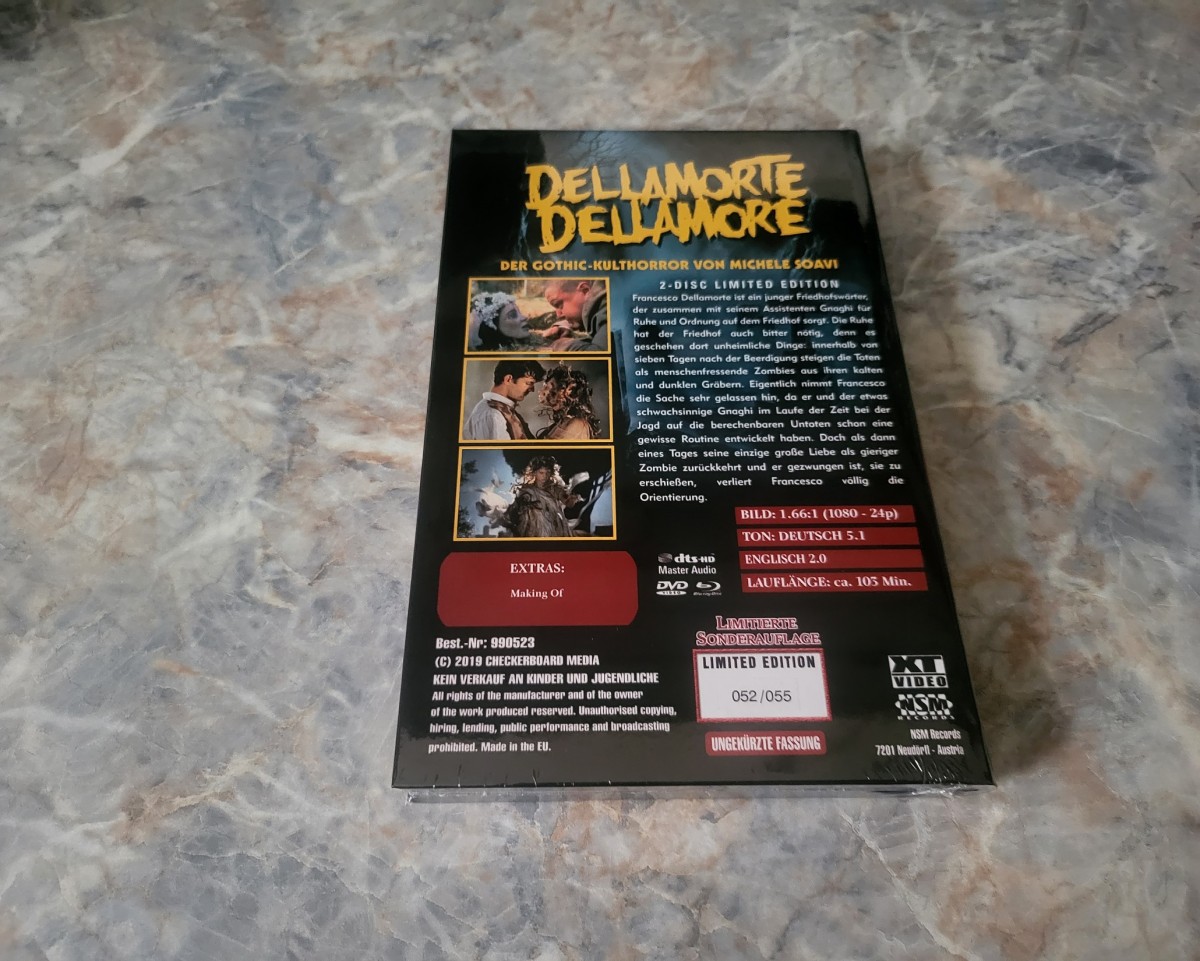 DELLAMORTE
DELLAMORE
DER GOTHIC-KULTHORROR VON MICHELE SOAVI
2-DISC LIMITED EDITION
Francesco Dellamorte ist ein junger Friedhofswärter,
der zusammen mit seinem Assistenten Gnaghi für
Ruhe und Ordnung auf dem Friedhof sorgt. Die Ruhe
hat der Friedhof auch bitter nötig, denn es
geschehen dort unheimliche Dinge: innerhalb von
sieben Tagen nach der Beerdigung steigen die Toten
als menschenfressende Zombies aus ihren kalten
und dunklen Gräbern. Eigentlich nimmt Francesco
die Sache sehr gelassen hin, da er und der etwas
schwachsinnige Gnaghi im Laufe der Zeit bei der
Jagd auf die berechenbaren Untoten schon eine
gewisse Routine entwickelt haben. Doch als dann
eines Tages seine einzige große Liebe als gieriger
Zombie zurückkehrt und er gezwungen ist, sie zu
erschießen, verliert Francesco völlig die
Orientierung.
BILD: 1.66:1 (1080 - 24p)
TON: DEUTSCH 5.1
ENGLISCH 2.0
LAUFLÄNGE: ca. 103 Min.
dts-HD
Master Audio
DVD
VIDEO
Blu-ray Disc
EXTRAS:
Making Of
Best.-Nr: 990523
(C) 2019 CHECKERBOARD MEDIA
KEIN VERKAUF AN KINDER UND JUGENDLICHE
All rights of the manufacturer and of the owner
of the work produced reserved. Unauthorised copying,
hiring, lending, public performance and broadcasting
prohibited. Made in the EU.
LIMITIERTE
SONDERAUFLAGE
LIMITED EDITION
052/055
UNGEKÜRZTE FASSUNG
XT
VIDEO
NSM
RECORDS
NSM Records
7201 Neudörfl - Austria